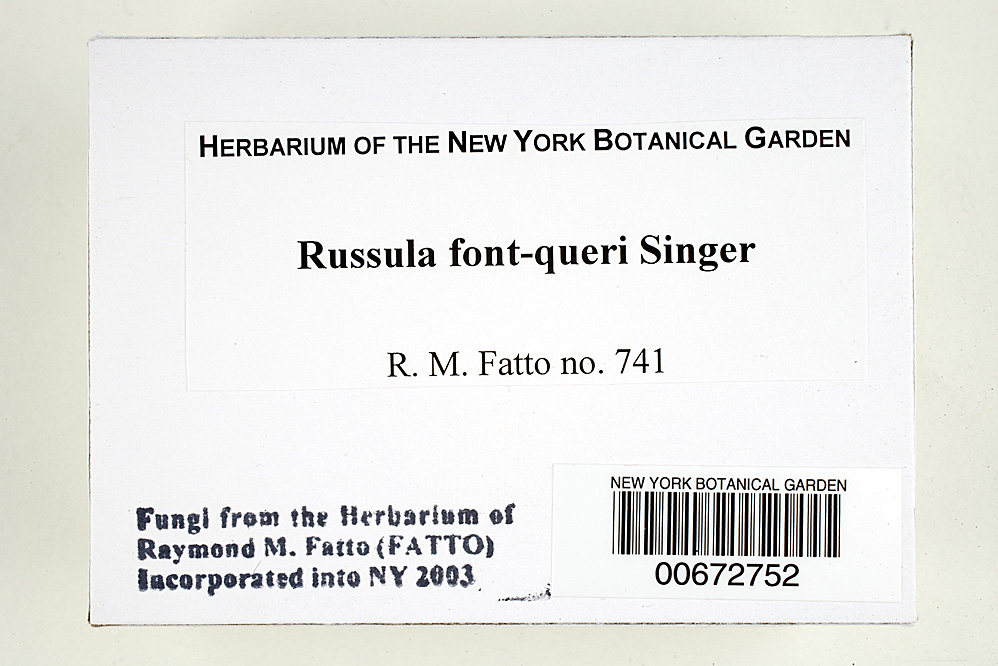 HERBARIUM OF THE NEW YORK BOTANICAL GARDEN
Russula font-queri Singer
R. M. Fatto no. 741
Fungi from the Herbarium of
Raymond M. Fatto (FATTO)
Incorporated into NY 2003
NEW YORK BOTANICAL GARDEN
00672752